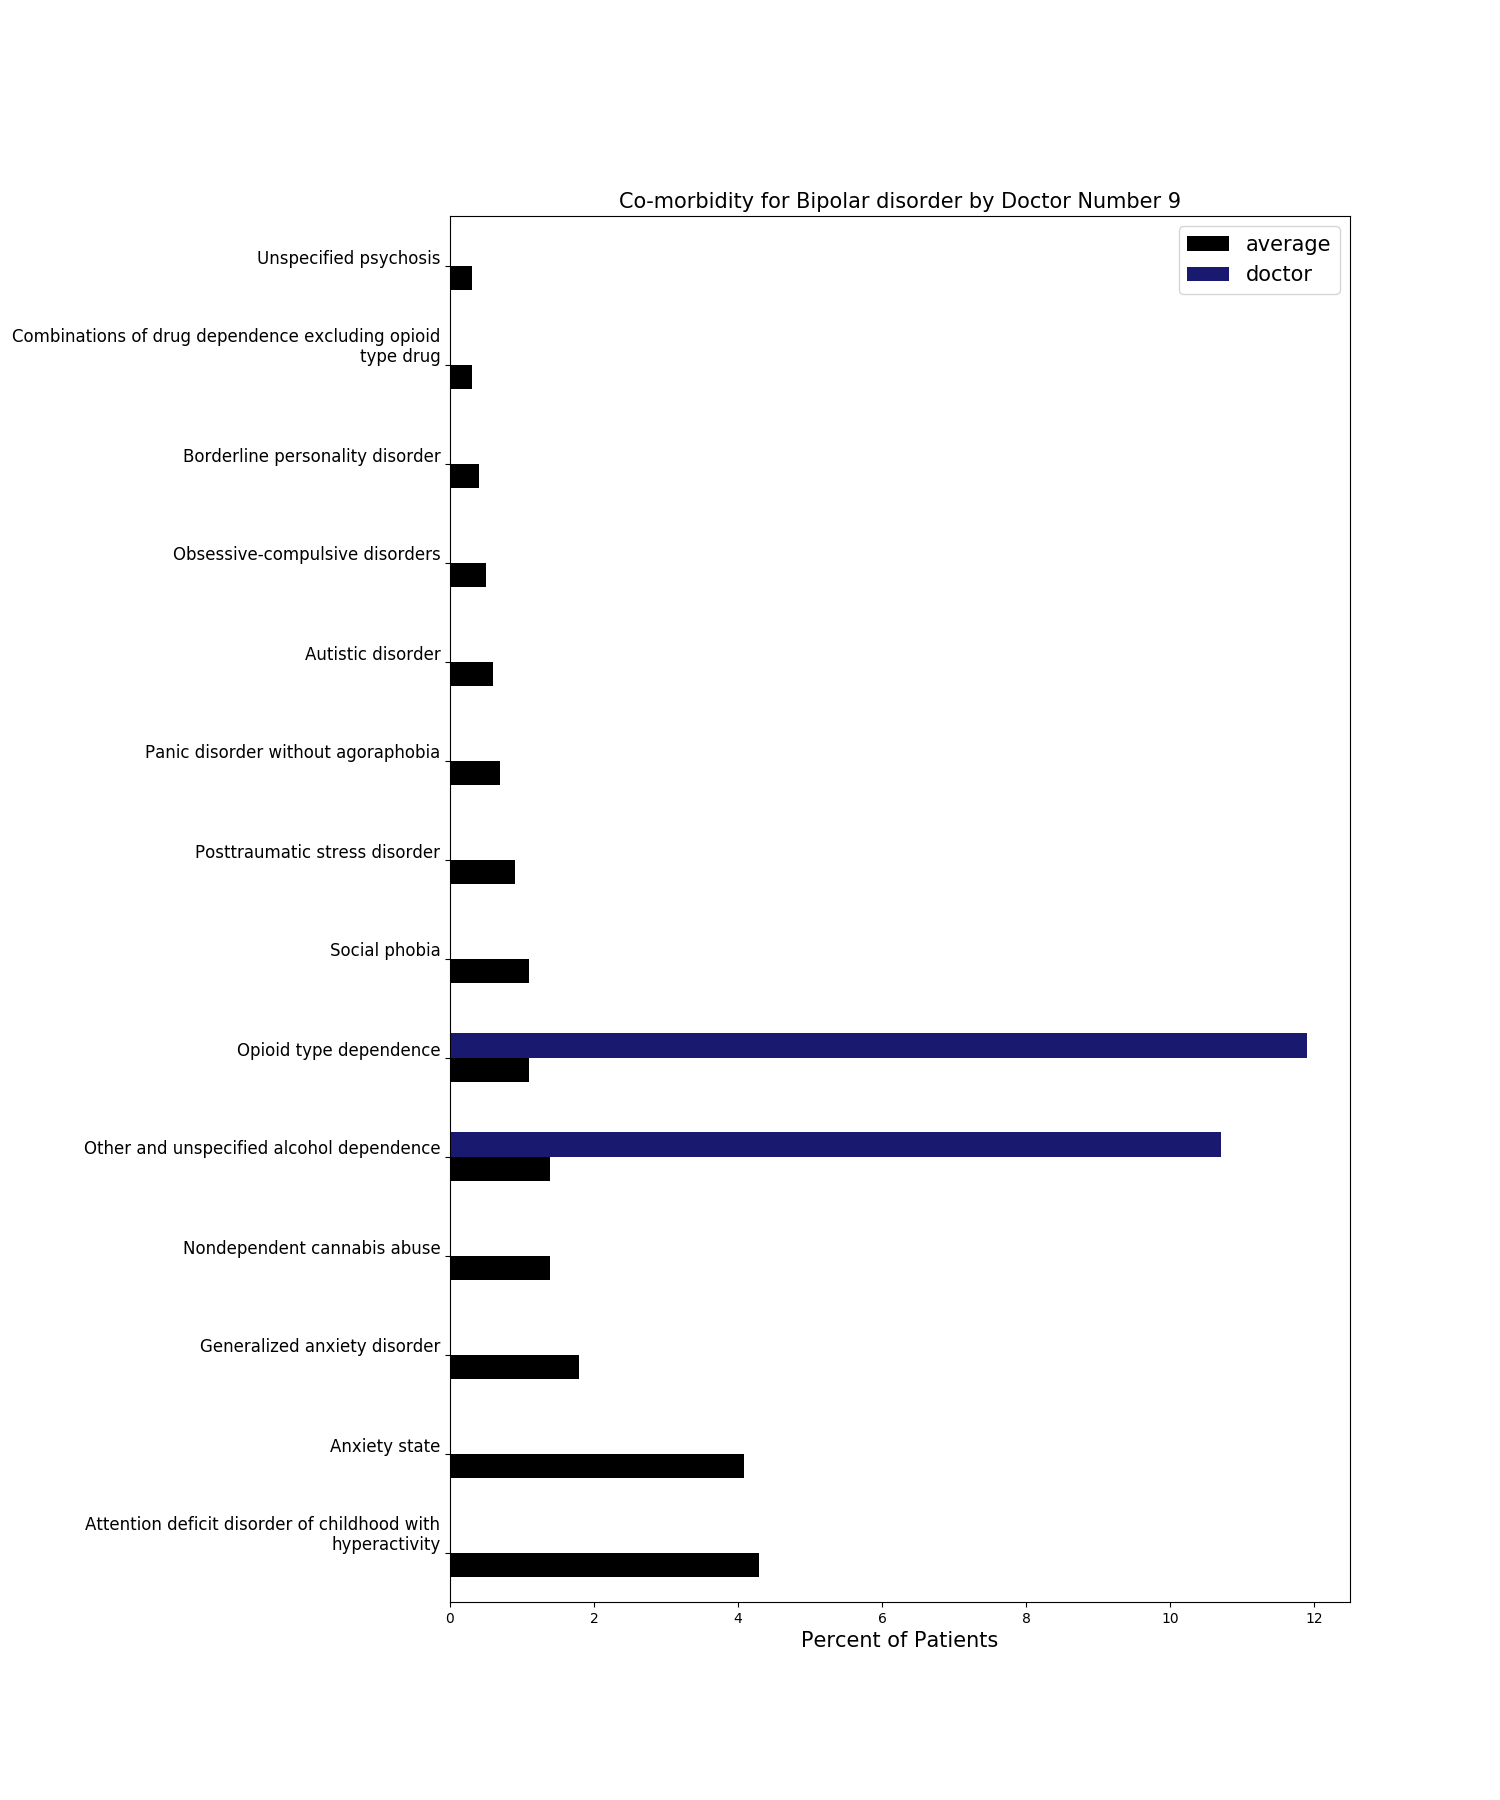 Co-morbidity for Bipolar disorder by Doctor Number 9
average
doctor
Unspecified psychosis
Combinations of drug dependence excluding opioid
type drug
Borderline personality disorder
Obsessive-compulsive disorders
Autistic disorder
Panic disorder without agoraphobia
Posttraumatic stress disorder
Social phobia
Opioid type dependence
Other and unspecified alcohol dependence
Nondependent cannabis abuse
Generalized anxiety disorder
Anxiety state
Attention deficit disorder of childhood with
hyperactivity
0 2 4 6 8 10 12
Percent of Patients